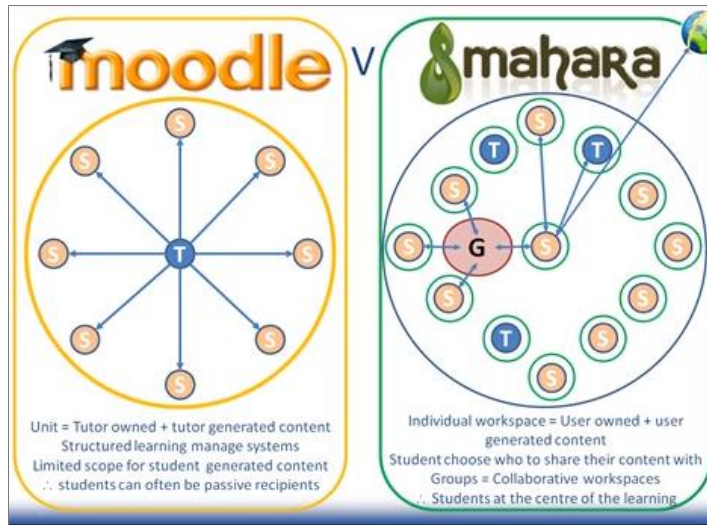 moodle
V
mahara
S
S S
S T S
S S
S
S
T T
S S
S G S S
S S
T S
S
Unit = Tutor owned + tutor generated content
Structured learning manage systems
Limited scope for student generated content
∴ students can often be passive recipients
Individual workspace = User owned + user
generated content
Student choose who to share their content with
Groups = Collaborative workspaces
∴ Students at the centre of the learning